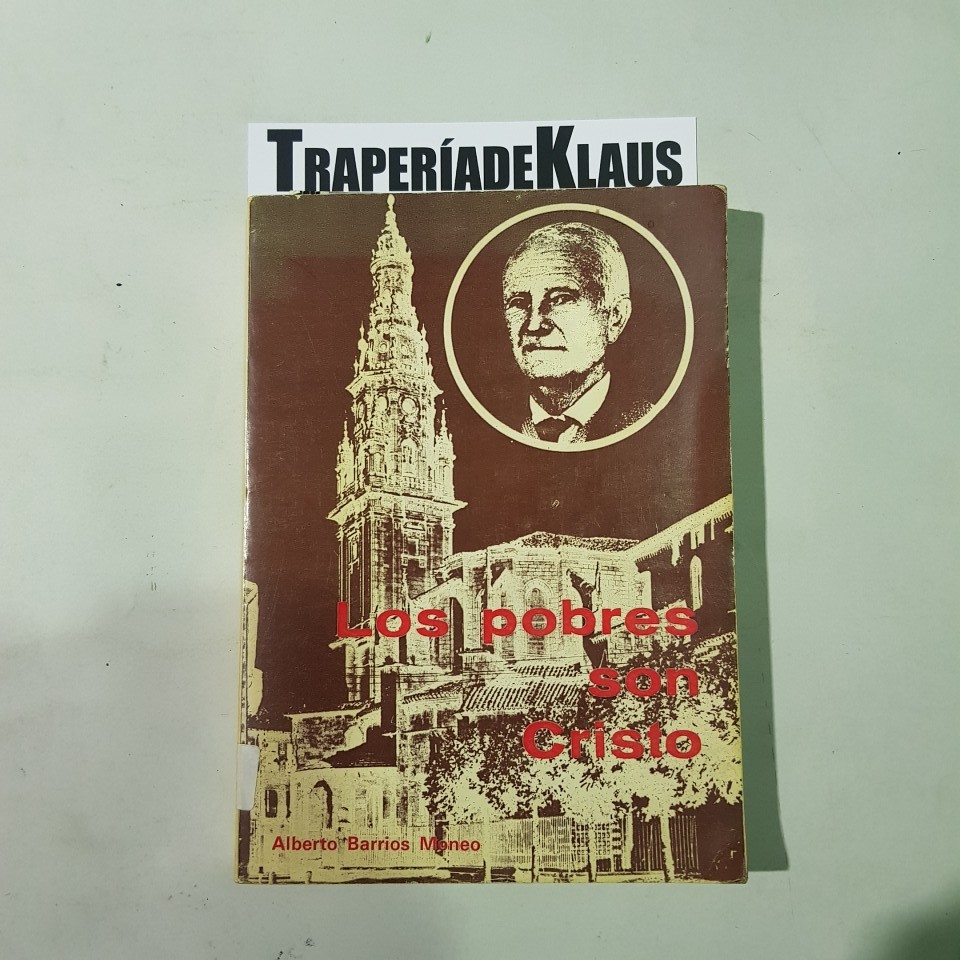 TRAPERÍADEKLAUS
Los pobres
son
Cristo
Alberto Barrios Moneo